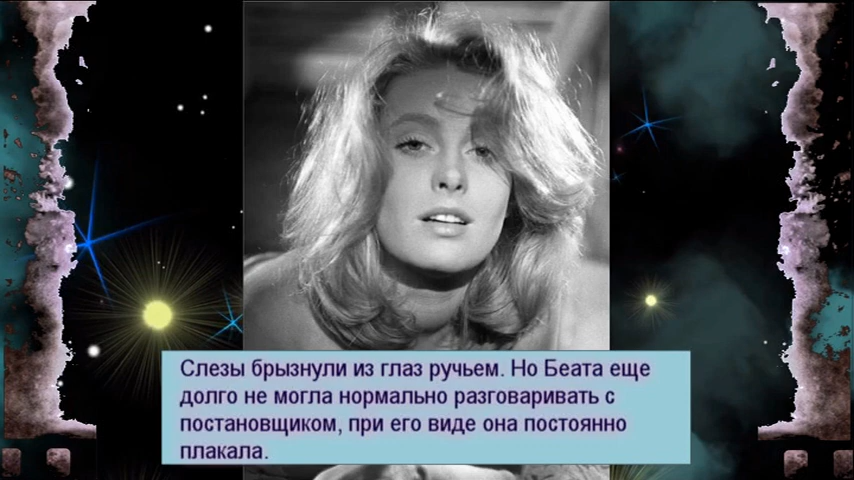 Слезы брызнули из глаз ручьем. Но Беата еще
долго не могла нормально разговаривать с
постановщиком, при его виде она постоянно
плакала.